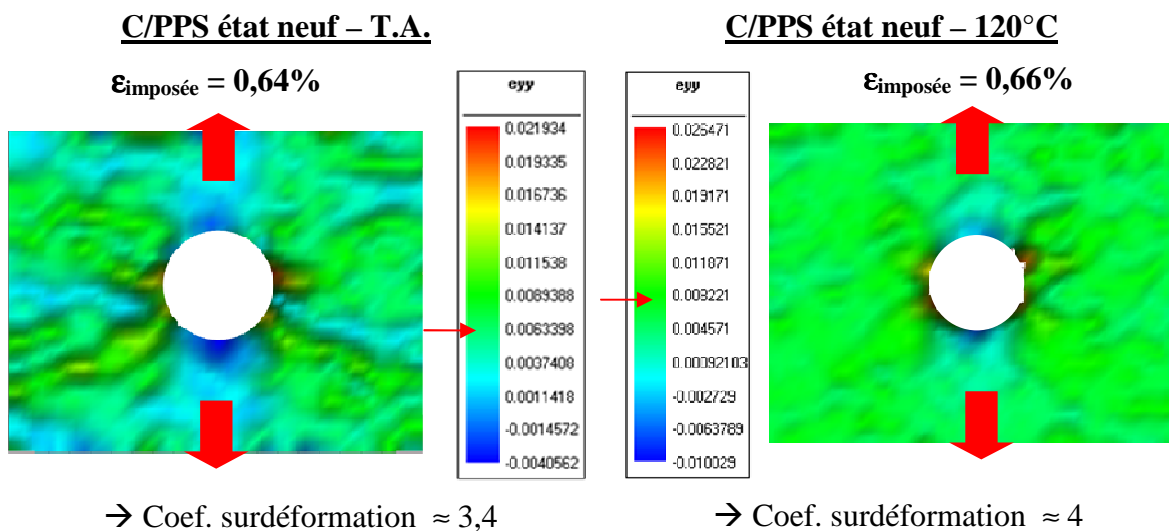 C/PPS état neuf – T.A.
εimposée = 0,64%
eyy
0.021934
0.019335
0.016736
0.014137
0.011538
0.0089388
0.0063398
0.0037408
0.0011418
-0.0014572
-0.0040562
→ Coef. surdéformation ≈ 3,4
C/PPS état neuf – 120°C
εimposée = 0,66%
eyy
0.026471
0.022821
0.019171
0.015521
0.011871
0.008221
0.004571
0.00092103
-0.002729
-0.0063789
-0.010029
→ Coef. surdéformation ≈ 4